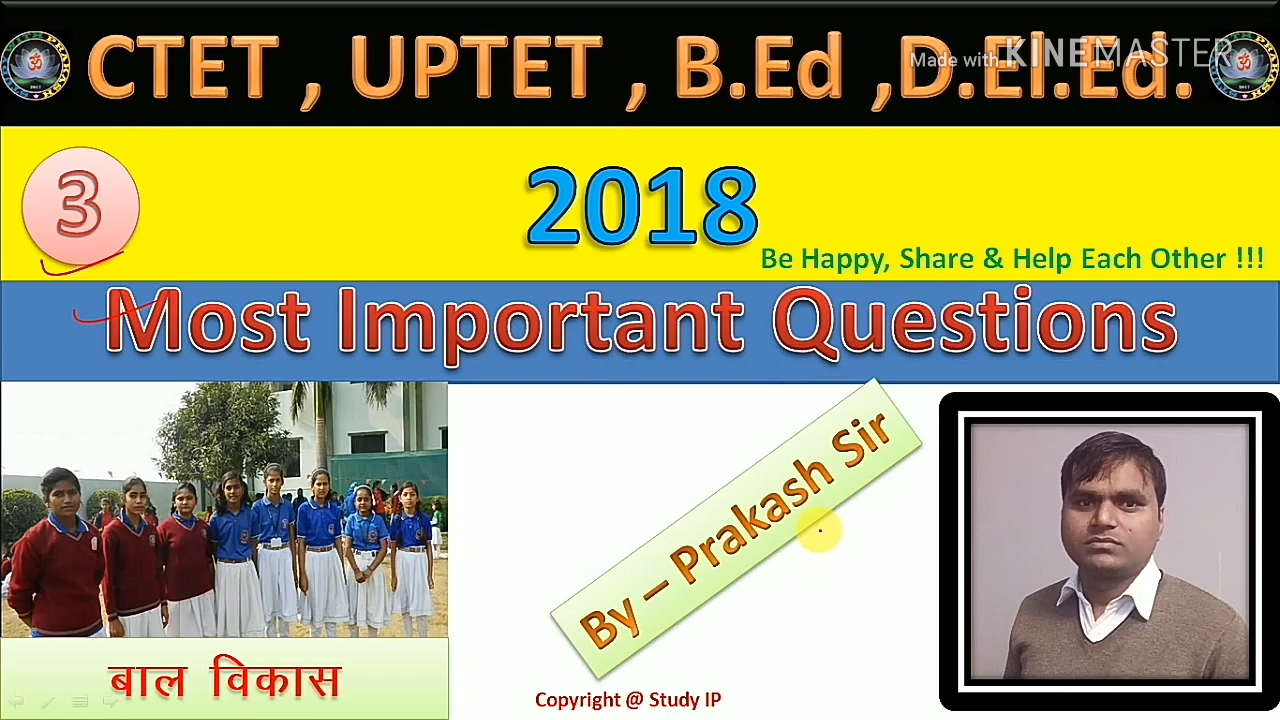 CTET , UPTET , B.Ed ,D.El.Ed.
Made with KINEMASTER
3
2018
Be Happy, Share & Help Each Other !!!
Most Important Questions
By – Prakash Sir
बाल विकास
Copyright @ Study IP